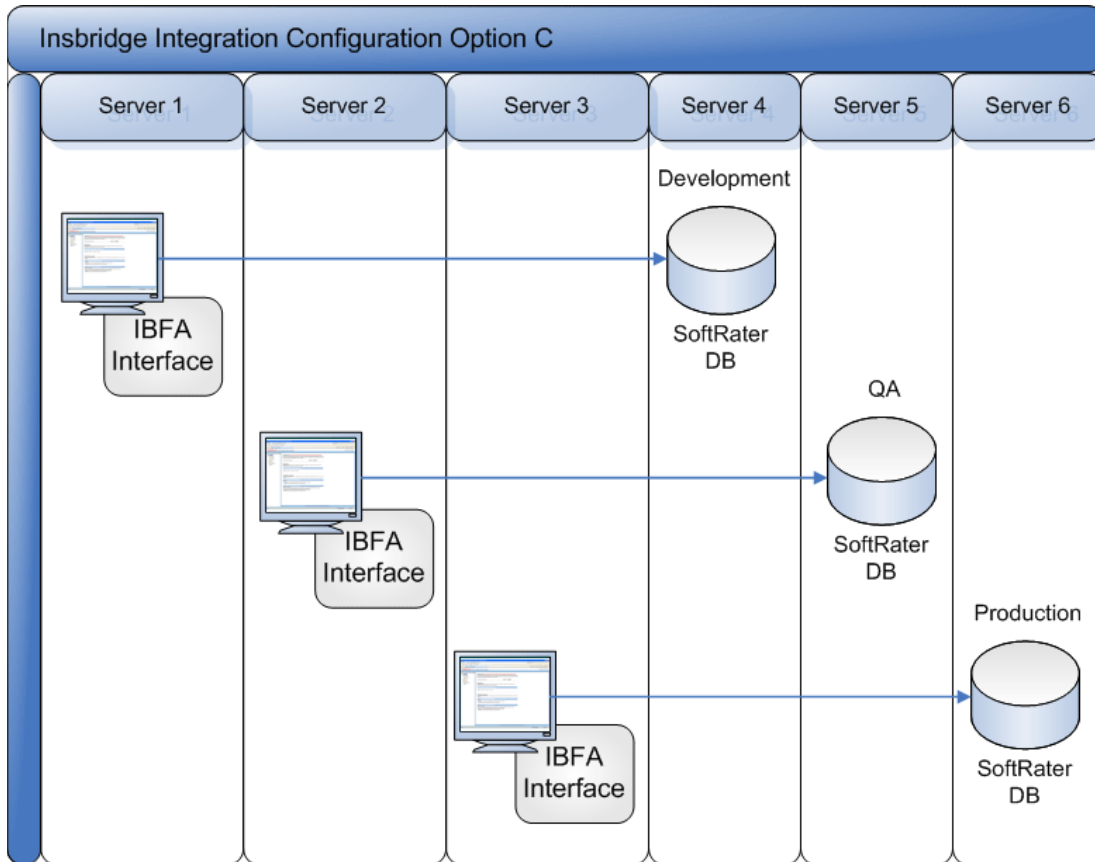 Insbridge Integration Configuration Option C
Server 1
Server 2
Server 3
Server 4
Server 5
Server 6
Development
SoftRater
DB
IBFA
Interface
QA
SoftRater
DB
IBFA
Interface
Production
SoftRater
DB
IBFA
Interface